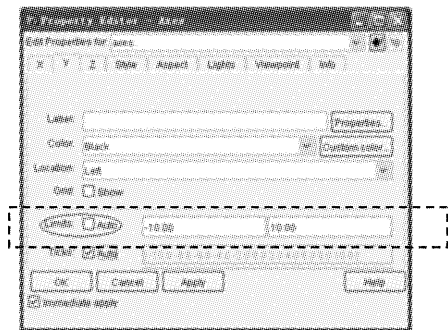 Property Editor - Axes
Edit Properties for: axes
X Y Z Style Aspect Lights Viewpoint Info
Label: Properties...
Color: Black Custom color...
Location: Left
Grid: Show
Limits: Auto -10.00 10.00
Ticks: Auto
OK Cancel Apply Help
Immediate apply